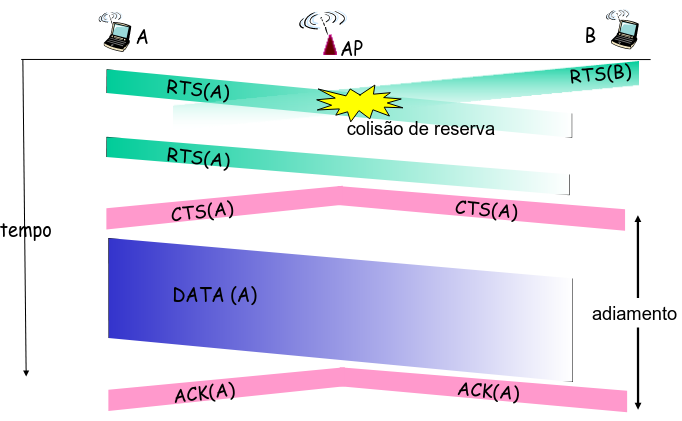 A
AP
B
RTS(A)
RTS(B)
colisão de reserva
RTS(A)
CTS(A)
CTS(A)
tempo
DATA (A)
adiamento
ACK(A)
ACK(A)